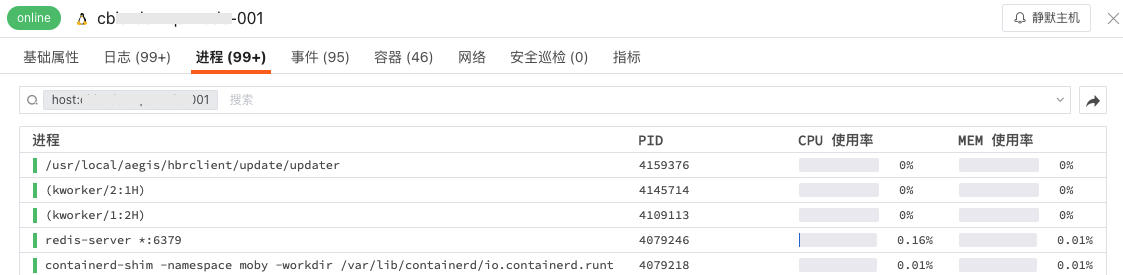 online cb -001 静默主机
基础属性 日志 (99+) 进程 (99+) 事件 (95) 容器 (46) 网络 安全巡检 (0) 指标
host: 001 搜索
进程 PID CPU 使用率 MEM 使用率
/usr/local/aegis/hbrclient/update/updater 4159376 0% 0%
(kworker/2:1H) 4145714 0% 0%
(kworker/1:2H) 4109113 0% 0%
redis-server *:6379 4079246 0.16% 0.01%
containerd-shim -namespace moby -workdir /var/lib/containerd/io.containerd.runt 4079218 0.01% 0.01%